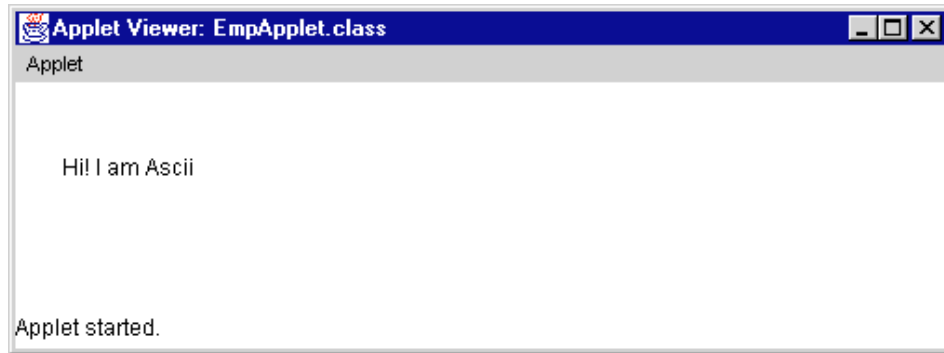 Applet Viewer: EmpApplet.class
Applet
Hi! I am Ascii
Applet started.